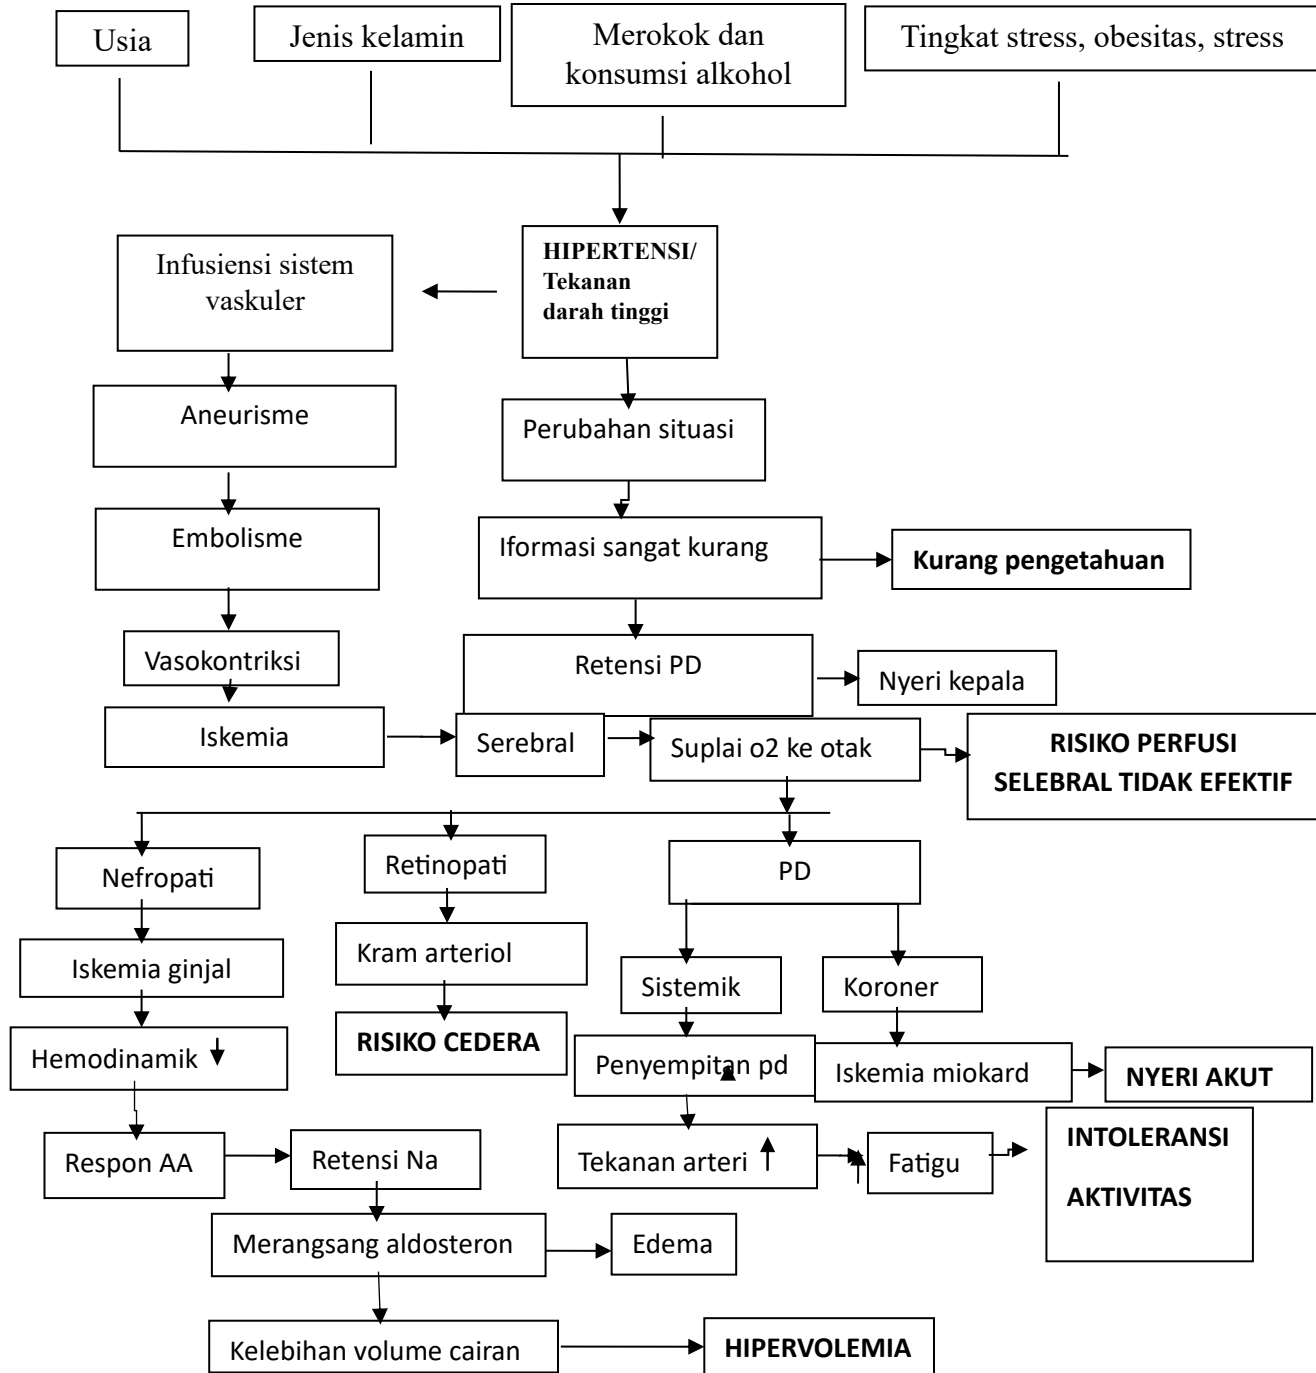 Usia
Jenis kelamin
Merokok dan
konsumsi alkohol
Tingkat stress, obesitas, stress
HIPERTENSI/
Tekanan
darah tinggi
Infusiensi sistem
vaskuler
Aneurisme
Perubahan situasi
Embolisme
Iformasi sangat kurang
Kurang pengetahuan
Vasokontriksi
Retensi PD
Nyeri kepala
Iskemia
Serebral
Suplai o2 ke otak
RISIKO PERFUSI
SELEBRAL TIDAK EFEKTIF
Nefropati
Retinopati
PD
Iskemia ginjal
Kram arteriol
Sistemik
Koroner
Hemodinamik
RISIKO CEDERA
Penyempitan pd
Iskemia miokard
NYERI AKUT
Respon AA
Retensi Na
Tekanan arteri
Fatigu
INTOLERANSI
AKTIVITAS
Merangsang aldosteron
Edema
Kelebihan volume cairan
HIPERVOLEMIA